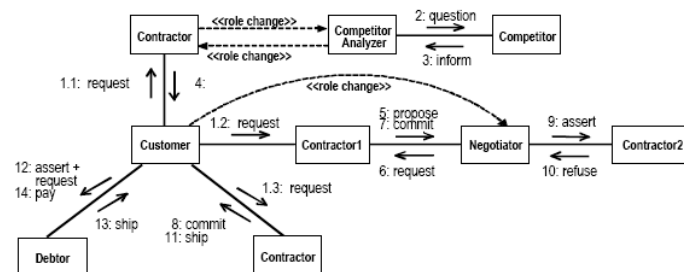 <<role change>>
Contractor
Competitor
Analyzer
2: question
Competitor
<<role change>>
3: inform
1.1: request
4:
<<role change>>
Customer
1.2: request
Contractor1
5: propose
7: commit
6: request
Negotiator
9: assert
10: refuse
Contractor2
12: assert +
request
14: pay
13: ship
1.3: request
8: commit
11: ship
Debtor
Contractor